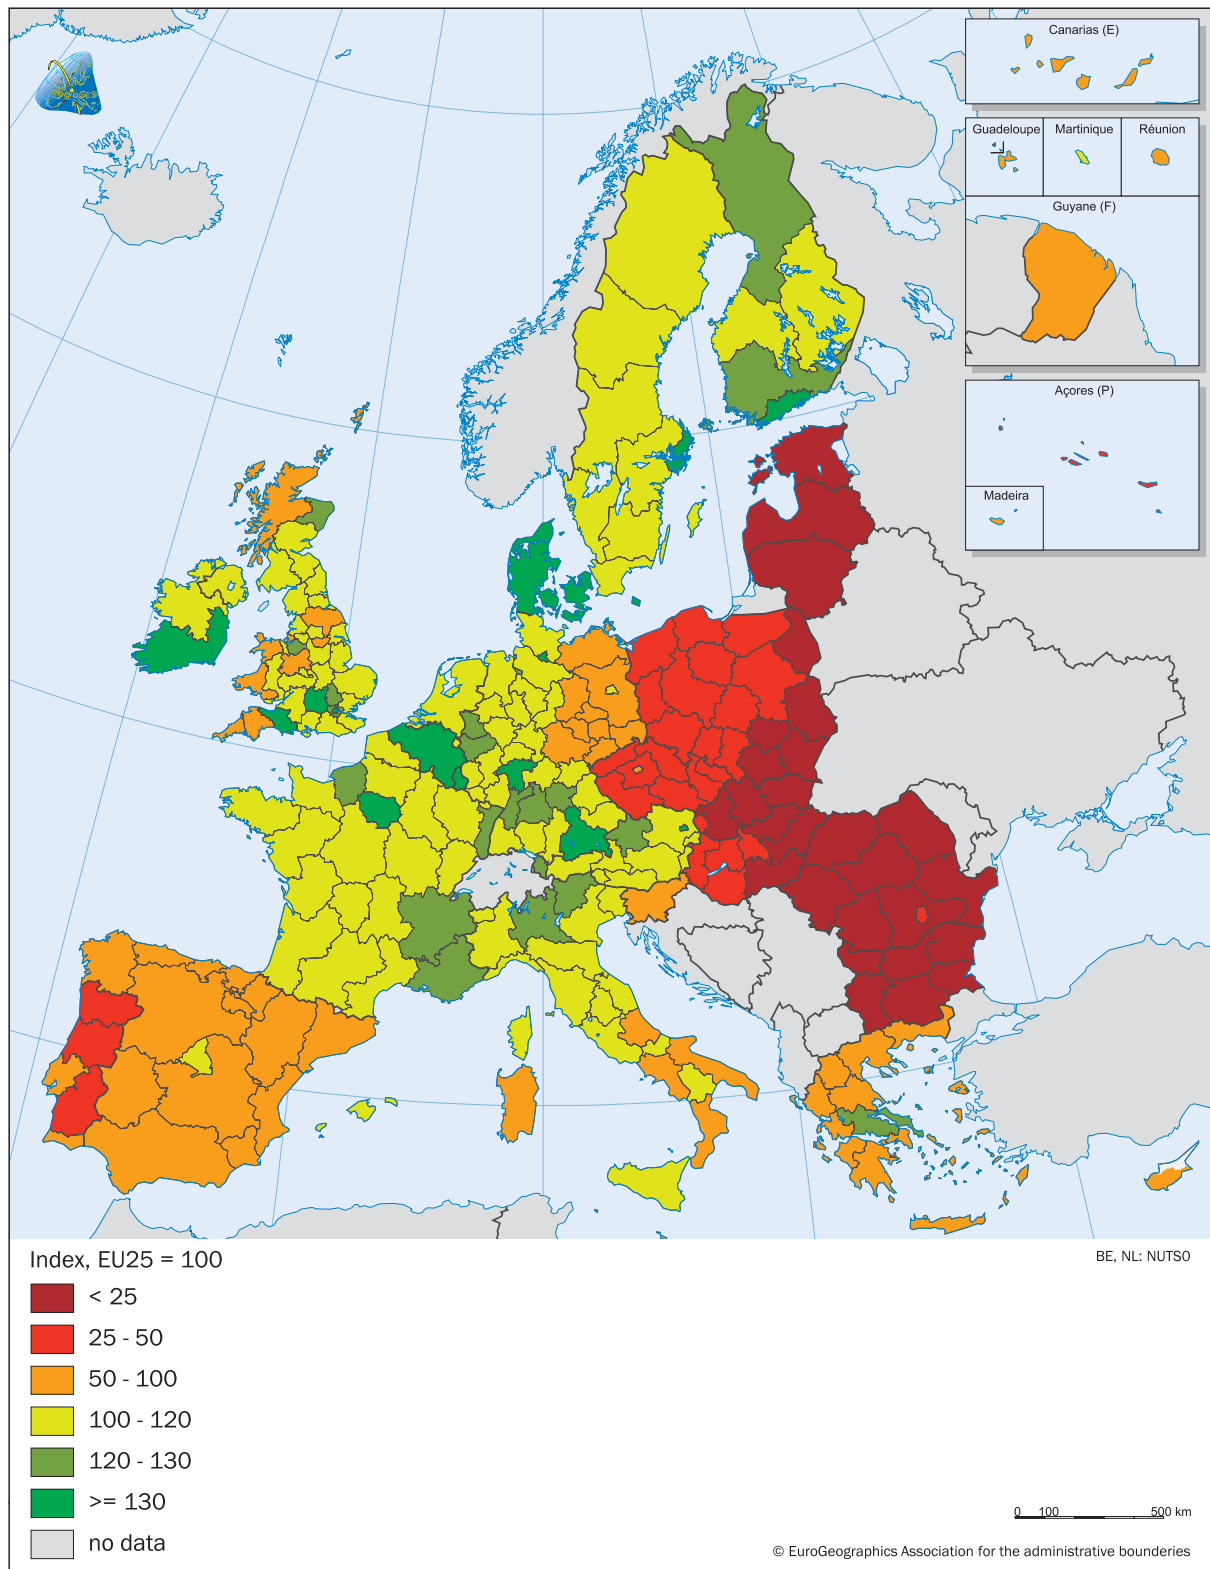 Canarias (E)
Guadeloupe
Martinique
Réunion
Guyane (F)
Açores (P)
Madeira
Index, EU25 = 100
BE, NL: NUTS0
< 25
25 - 50
50 - 100
100 - 120
120 - 130
>= 130
no data
0 100 500 km
© EuroGeographics Association for the administrative bounderies